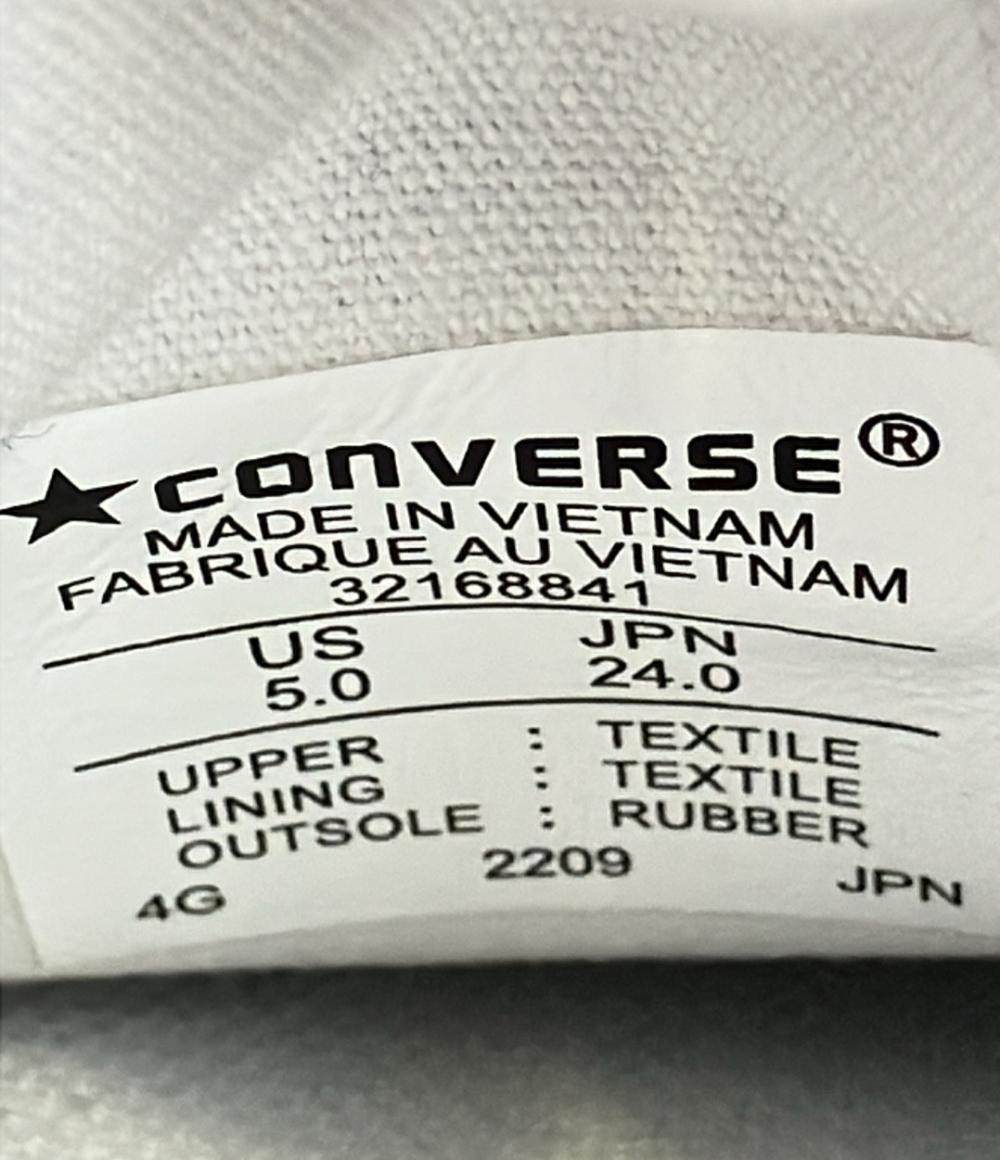 ★CONVERSE®
MADE IN VIETNAM
FABRIQUE AU VIETNAM
32168841
US JPN
5.0 24.0
UPPER : TEXTILE
LINING : TEXTILE
OUTSOLE : RUBBER
4G 2209 JPN